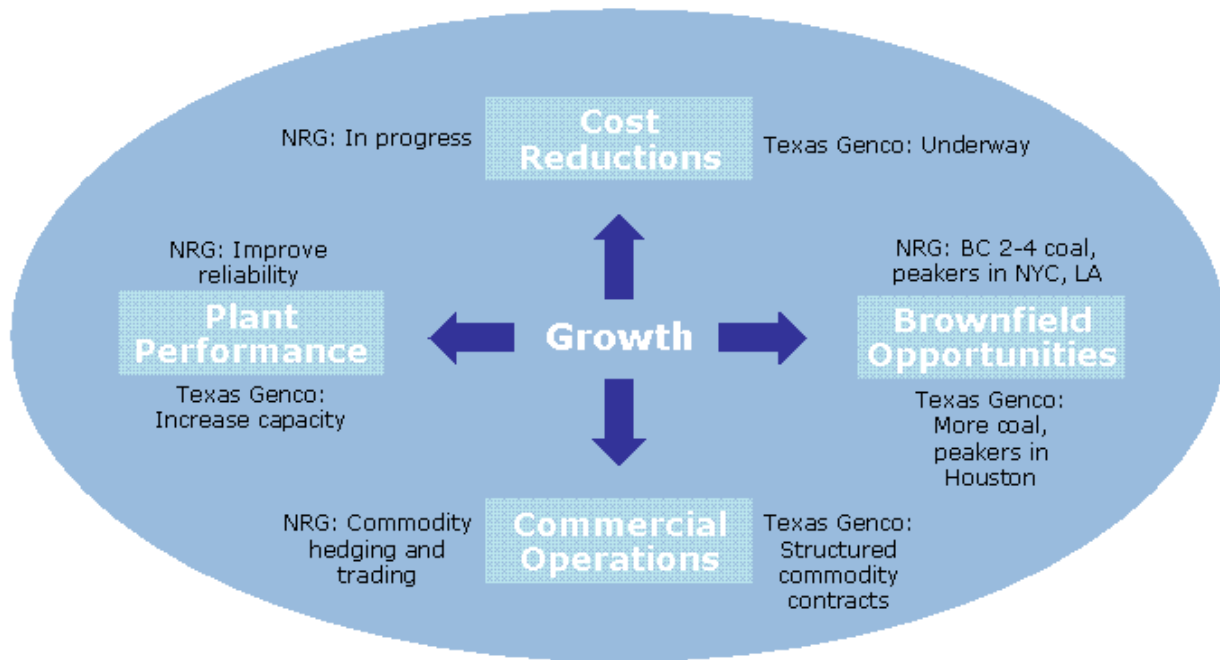 Cost
Reductions
NRG: In progress
Texas Genco: Underway
NRG: Improve
reliability
Plant
Performance
Texas Genco:
Increase capacity
Growth
NRG: BC 2-4 coal,
peakers in NYC, LA
Brownfield
Opportunities
Texas Genco:
More coal,
peakers in
Houston
NRG: Commodity
hedging and
trading
Commercial
Operations
Texas Genco:
Structured
commodity
contracts